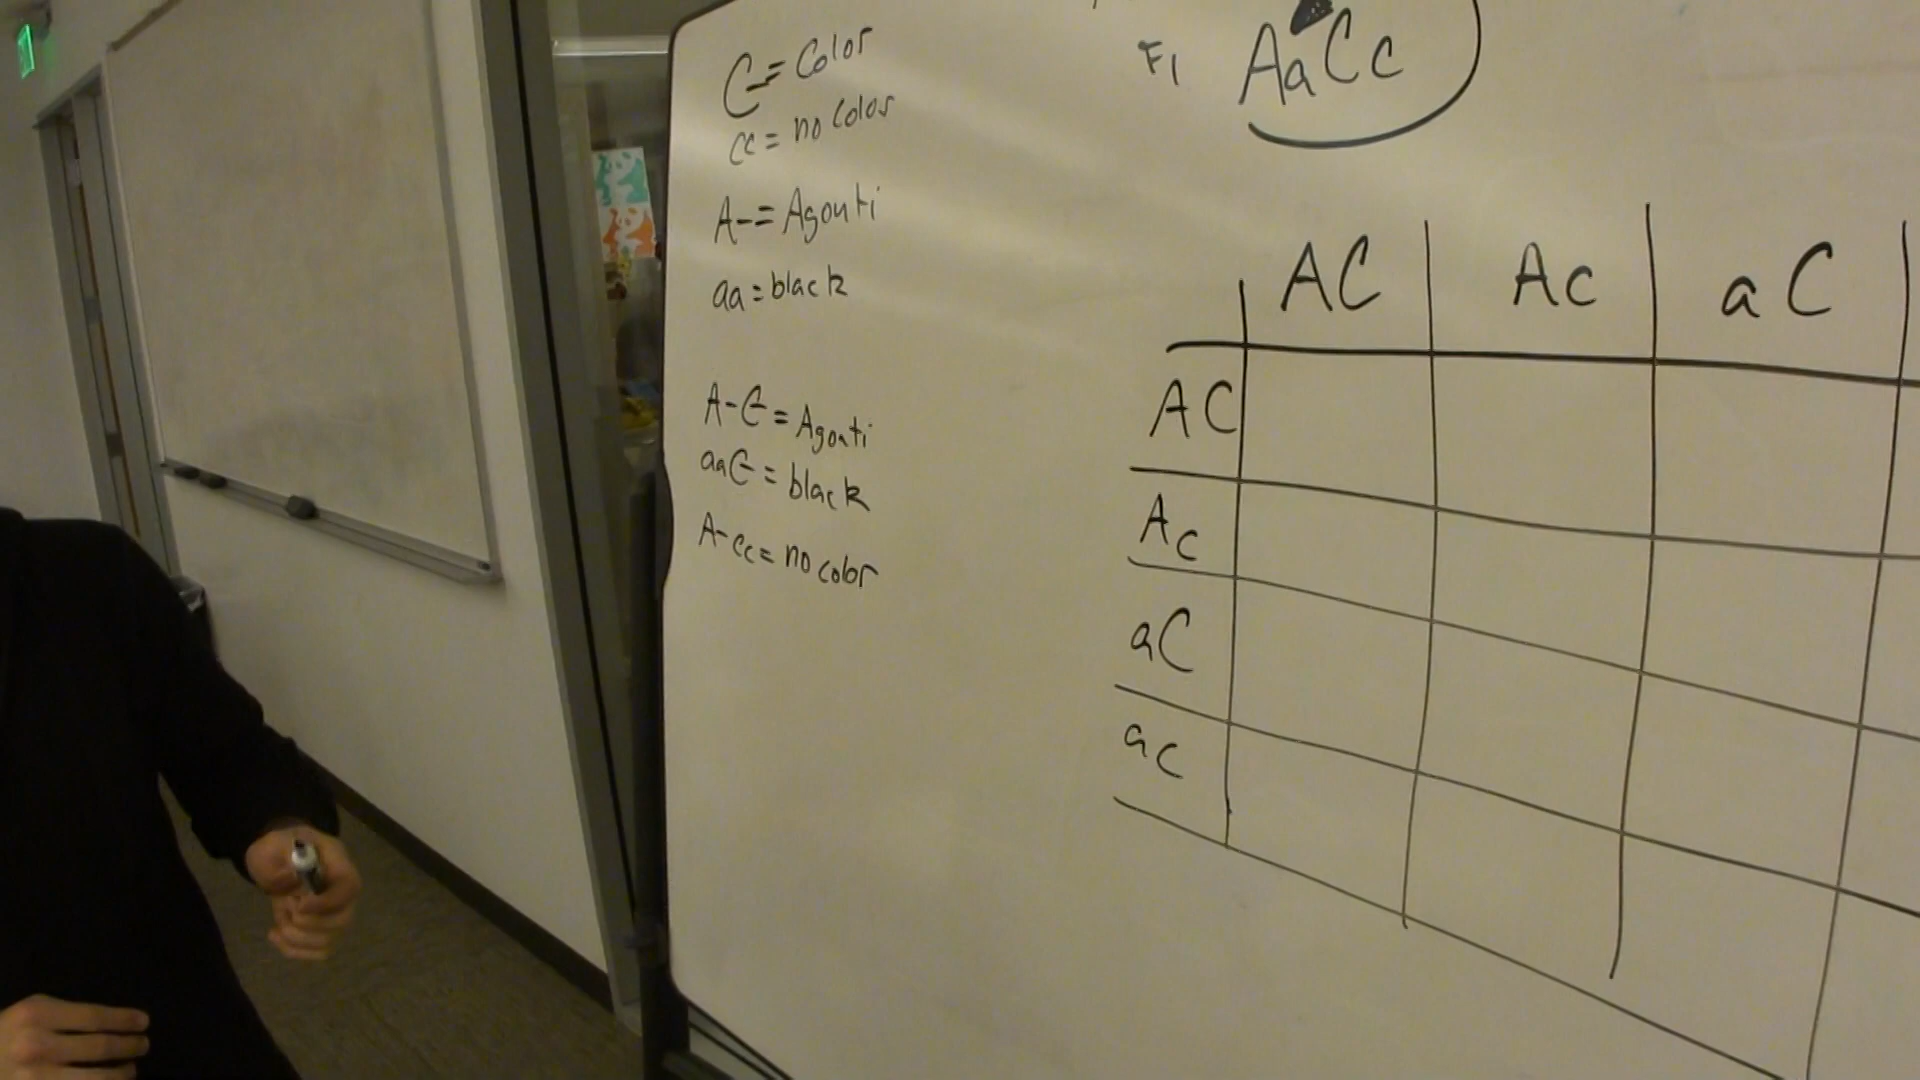 C-= Color
cc = no color
A-= Agouti
aa = black
A-C- = Agouti
aaC- = black
A-cc = no color
F1 AaCc
AC Ac aC
AC
Ac
aC
ac